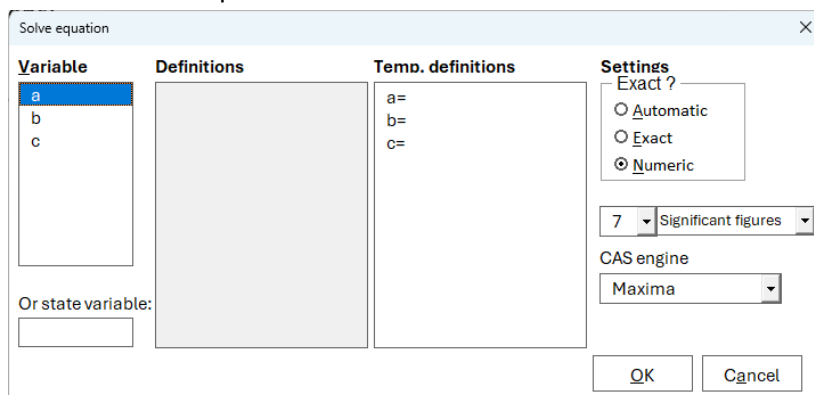 Solve equation
Variable
Definitions
Temp. definitions
Settings
a
b
c
a=
b=
c=
Exact ?
Automatic
Exact
Numeric
7
Significant figures
CAS engine
Maxima
Or state variable:
OK
Cancel